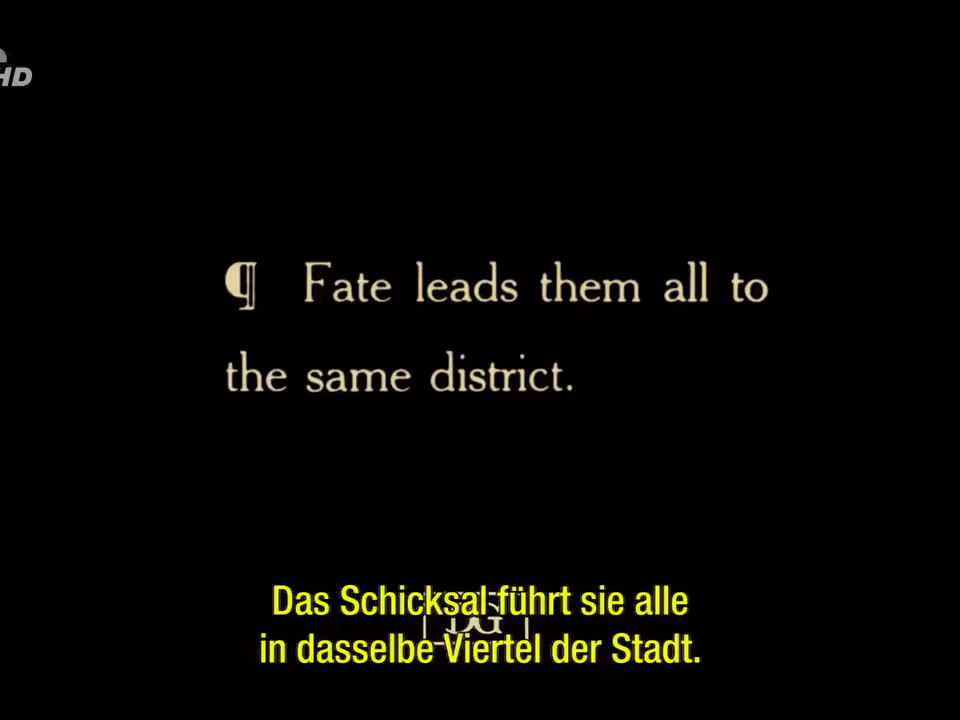 HD
¶ Fate leads them all to
the same district.
DG
Das Schicksal führt sie alle
in dasselbe Viertel der Stadt.